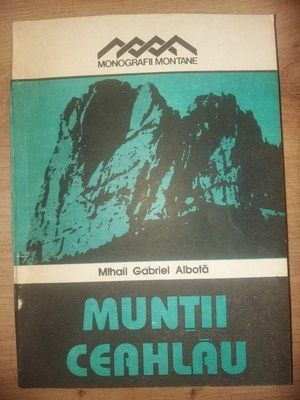 MONOGRAFII MONTANE
Mihail Gabriel Albotă
MUNȚII
CEAHLĂU